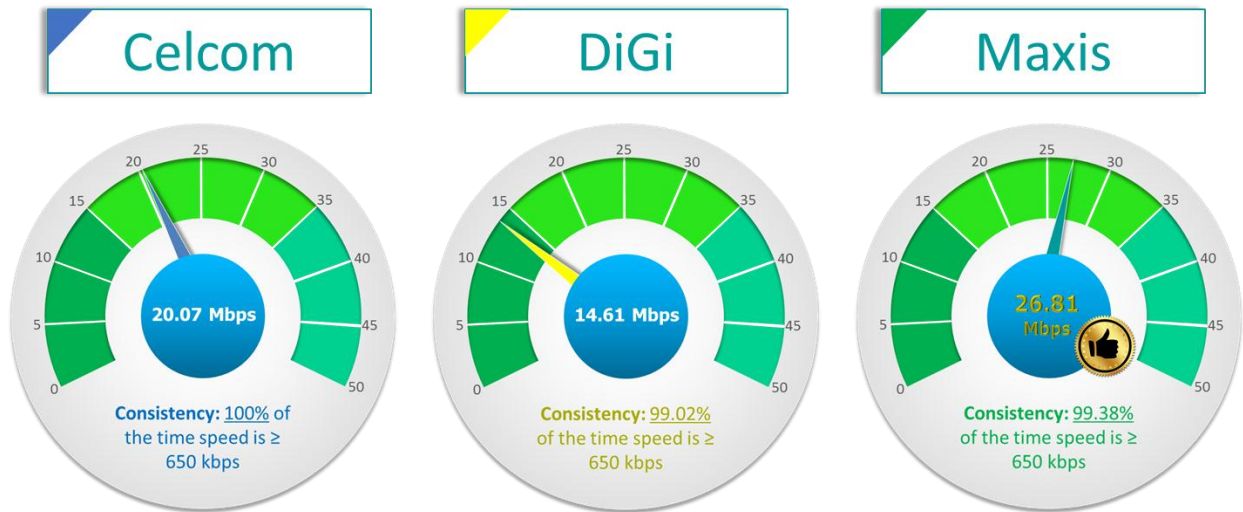 Celcom
DiGi
Maxis
0
5
10
15
20
25
30
35
40
45
50
20.07 Mbps
Consistency: 100% of
the time speed is ≥
650 kbps
0
5
10
15
20
25
30
35
40
45
50
14.61 Mbps
Consistency: 99.02%
of the time speed is ≥
650 kbps
0
5
10
15
20
25
30
35
40
45
50
26.81
Mbps
Consistency: 99.38%
of the time speed is ≥
650 kbps